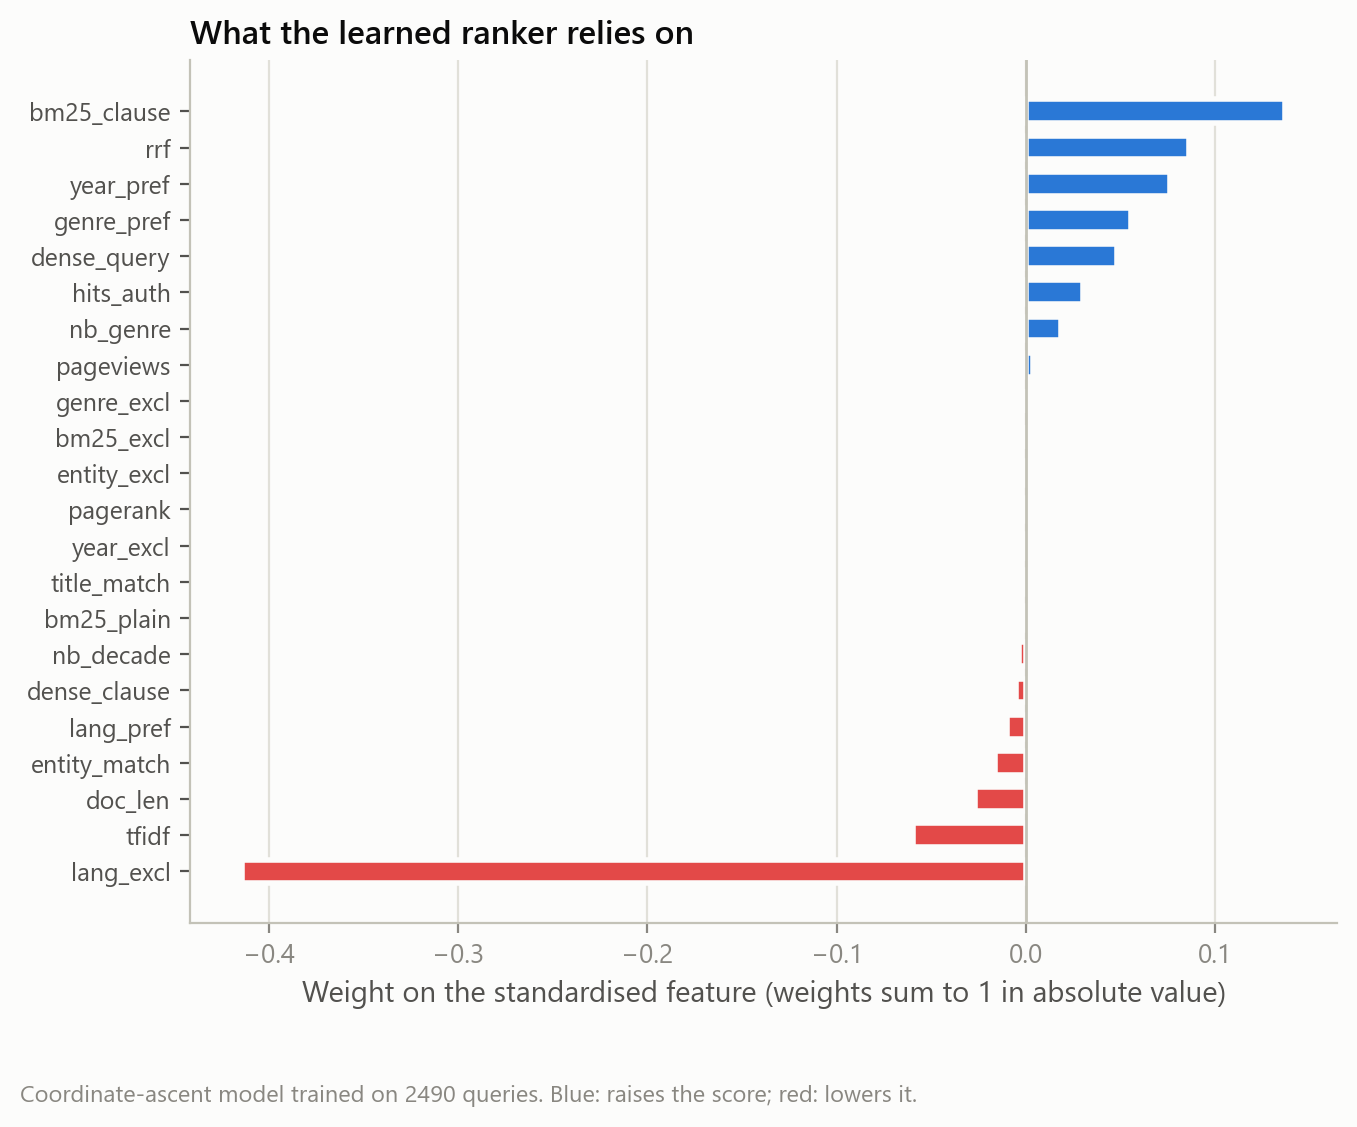 What the learned ranker relies on
bm25_clause
rrf
year_pref
genre_pref
dense_query
hits_auth
nb_genre
pageviews
genre_excl
bm25_excl
entity_excl
pagerank
year_excl
title_match
bm25_plain
nb_decade
dense_clause
lang_pref
entity_match
doc_len
tfidf
lang_excl
−0.4 −0.3 −0.2 −0.1 0.0 0.1
Weight on the standardised feature (weights sum to 1 in absolute value)
Coordinate-ascent model trained on 2490 queries. Blue: raises the score; red: lowers it.